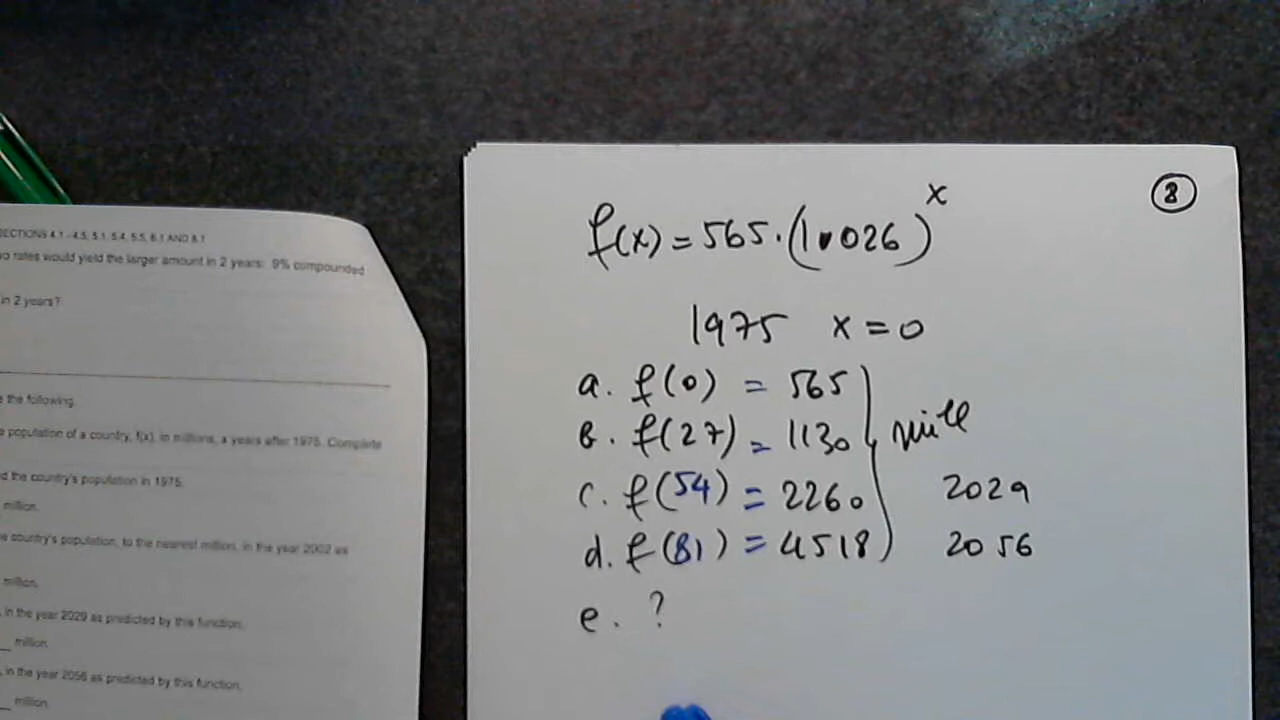 SECTIONS 4.1 - 4.5, 5.1, 5.4, 5.5, 6.1 AND 8.1
rates would yield the larger amount in 2 years: 9% compounded
in 2 years?
the following.
population of a country, f(x), in millions, x years after 1975. Complete
the country's population in 1975.
million.
country's population, to the nearest million, in the year 2002 as
million.
, in the year 2029 as predicted by this function.
__ million.
, in the year 2056 as predicted by this function.
__ million.
8
f(x) = 565 · (1.026)^x
1975 x = 0
a. f(0) = 565
b. f(27) = 1130
c. f(54) = 2260 2029
d. f(81) = 4518 2056
e. ?